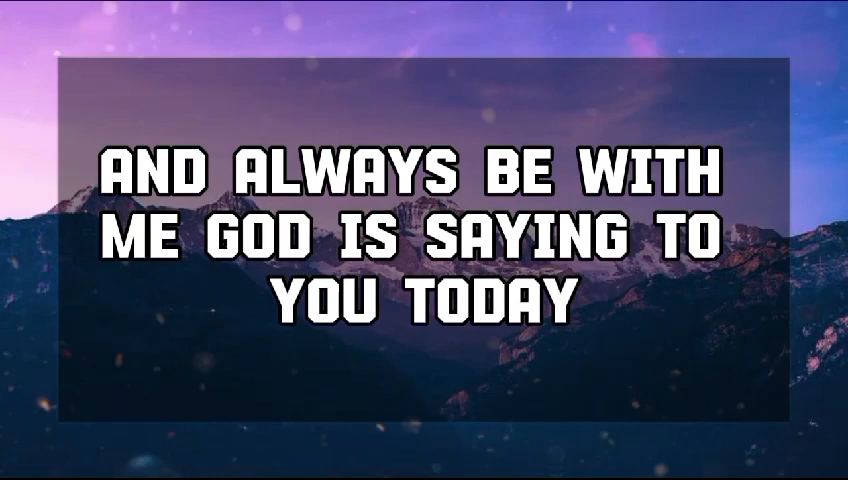 AND ALWAYS BE WITH
ME GOD IS SAYING TO
YOU TODAY